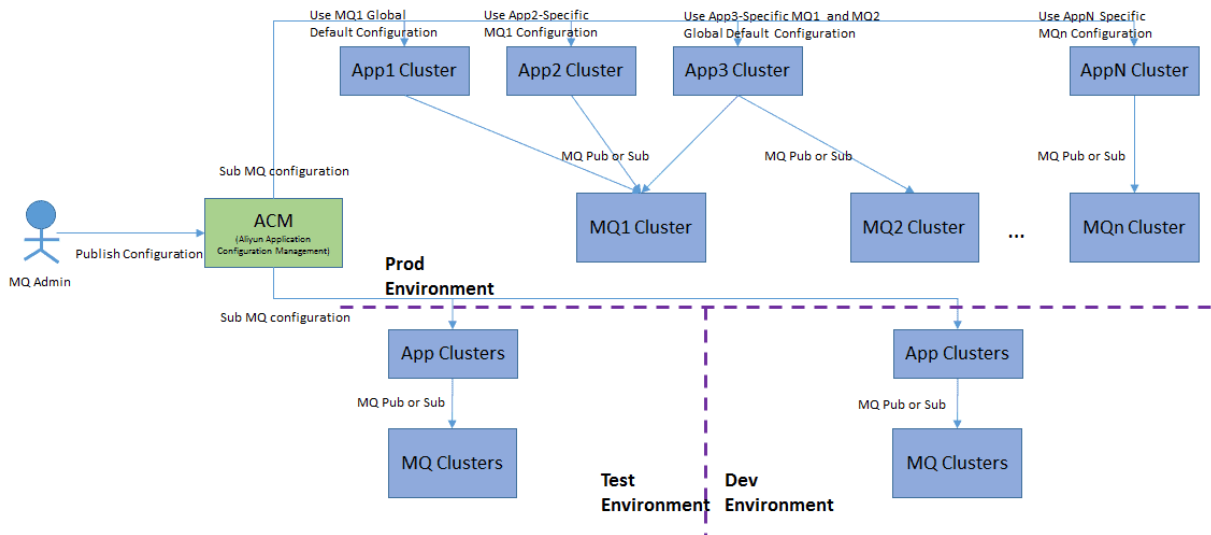 Use MQ1 Global
Default Configuration
Use App2-Specific
MQ1 Configuration
Use App3-Specific MQ1 and MQ2
Global Default Configuration
Use AppN Specific
MQn Configuration
App1 Cluster
App2 Cluster
App3 Cluster
AppN Cluster
MQ Pub or Sub
MQ Pub or Sub
MQ Pub or Sub
Sub MQ configuration
ACM
(Aliyun Application
Configuration Management)
MQ1 Cluster
MQ2 Cluster
...
MQn Cluster
Publish Configuration
MQ Admin
Prod
Environment
Sub MQ configuration
App Clusters
App Clusters
MQ Pub or Sub
MQ Pub or Sub
MQ Clusters
MQ Clusters
Test
Environment
Dev
Environment